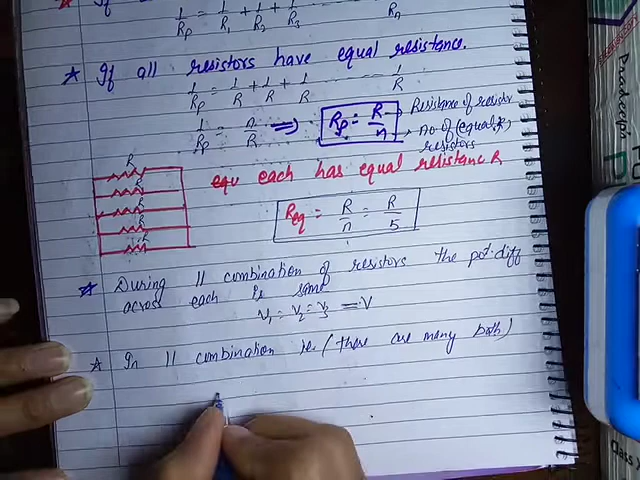 1/Rp = 1/R1 + 1/R2 + 1/R3 ----- Rn
★ If all resistors have equal resistance.
1/Rp = 1/R + 1/R + 1/R ----- 1/R
1/Rp = n/R ⇒ Rp = R/n → Resistance of resistor
→ no of (equal R) resistors
R
R
R
R
R
equ each has equal resistance R
Req = R/n = R/5
★ During || combination of resistors the pot. diff
across each is same
V1 = V2 = V3 = V
★ In || combination i.e. (there are many both)